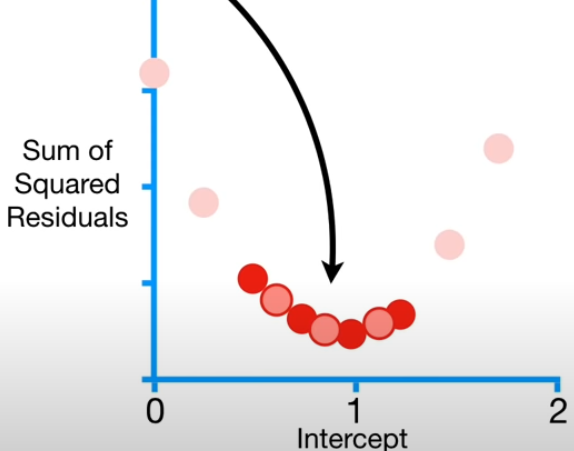 Sum of
Squared
Residuals
0
1
2
Intercept